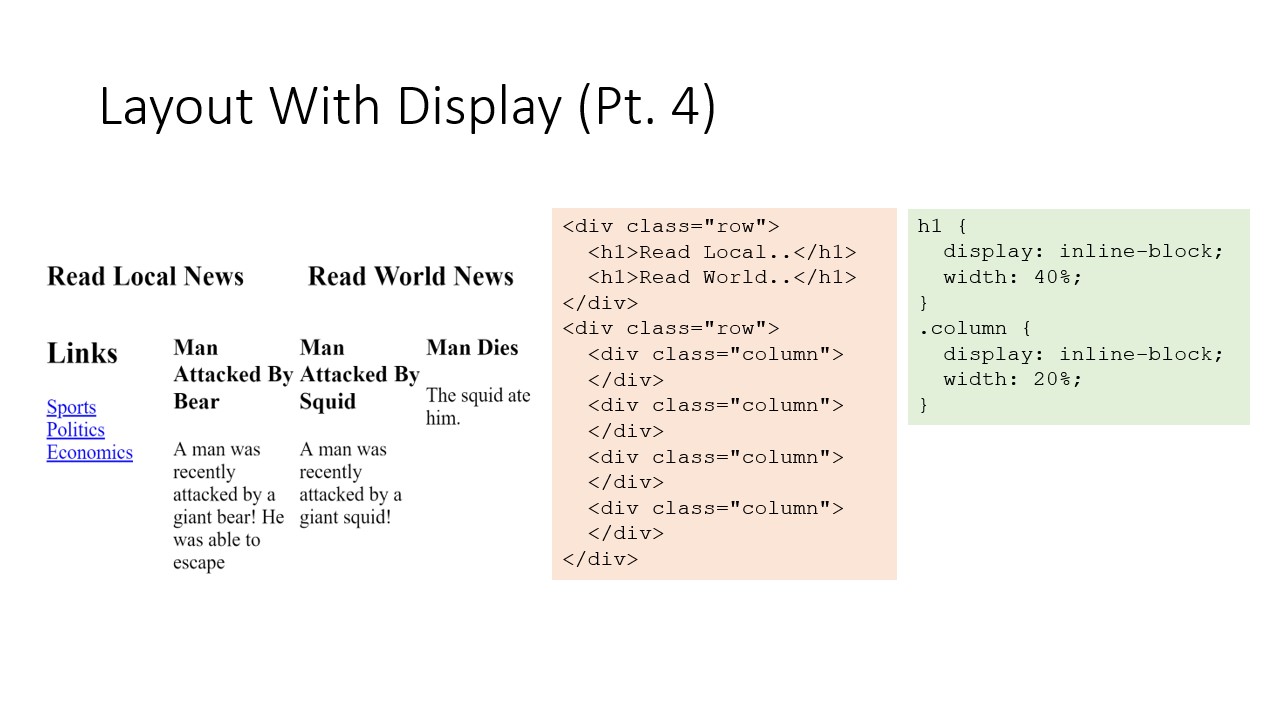 Layout With Display (Pt. 4)
Read Local News
Read World News
Links
Sports
Politics
Economics
Man
Attacked By
Bear
A man was
recently
attacked by a
giant bear! He
was able to
escape
Man
Attacked By
Squid
A man was
recently
attacked by a
giant squid!
Man Dies
The squid ate
him.
<div class="row">
  <h1>Read Local..</h1>
  <h1>Read World..</h1>
</div>
<div class="row">
  <div class="column">
  </div>
  <div class="column">
  </div>
  <div class="column">
  </div>
  <div class="column">
  </div>
</div>
h1 {
  display: inline-block;
  width: 40%;
}
.column {
  display: inline-block;
  width: 20%;
}